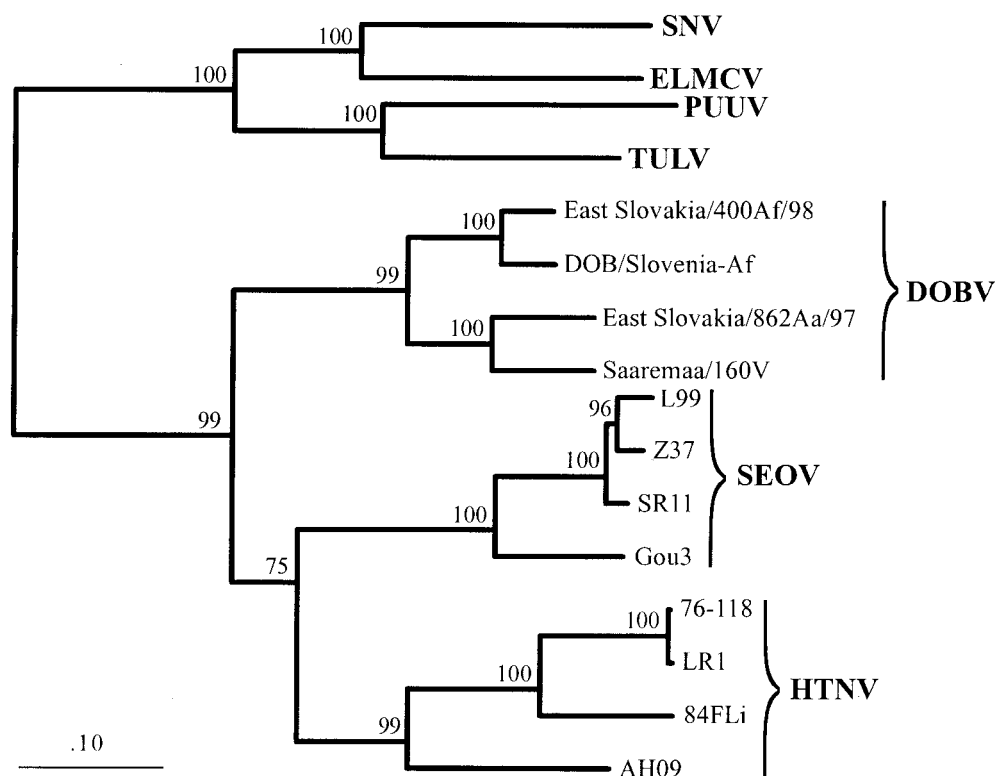 100
SNV
100
ELMCV
100
PUUV
TULV
100
East Slovakia/400Af/98
DOB/Slovenia-Af
99
DOBV
100
East Slovakia/862Aa/97
Saaremaa/160V
99
96
L99
Z37
100
SEOV
SR11
100
Gou3
75
100
76-118
LR1
100
HTNV
84FLi
99
AH09
.10